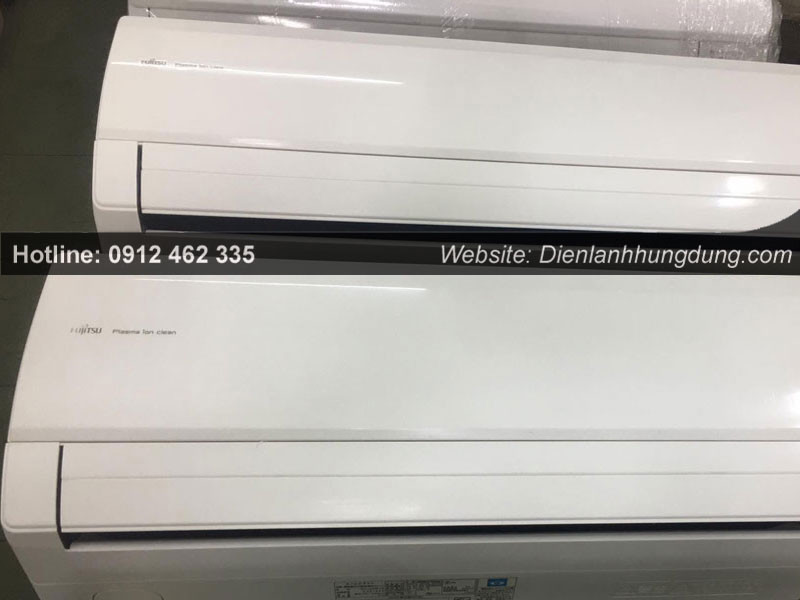 FUJITSU Plasma ion clean
Hotline: 0912 462 335 Website: Dienlanhhungdung.com
FUJITSU Plasma ion clean